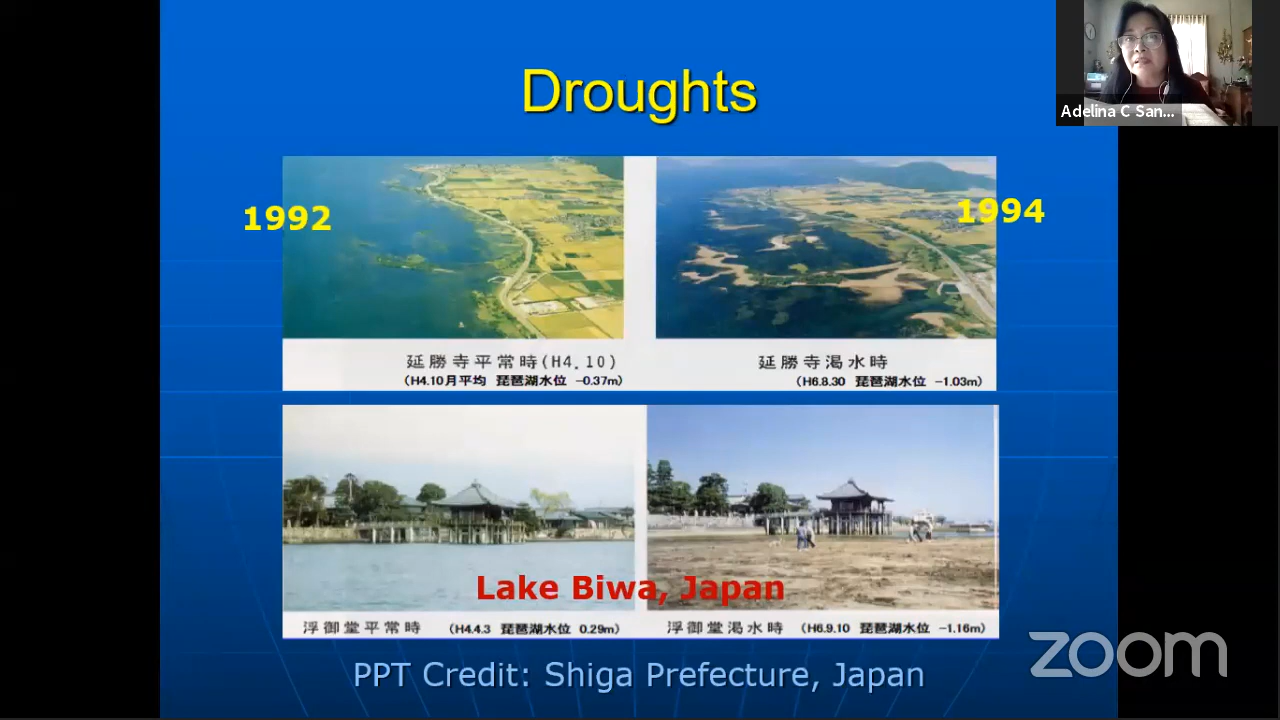 Droughts
Adelina C San...
1992
1994
延勝寺平常時(H4.10)
(H4.10月平均 琵琶湖水位 -0.37m)
延勝寺渇水時
(H6.8.30 琵琶湖水位 -1.03m)
Lake Biwa, Japan
浮御堂平常時 (H4.4.3 琵琶湖水位 0.29m)
浮御堂渇水時 (H6.9.10 琵琶湖水位 -1.16m)
PPT Credit: Shiga Prefecture, Japan
zoom